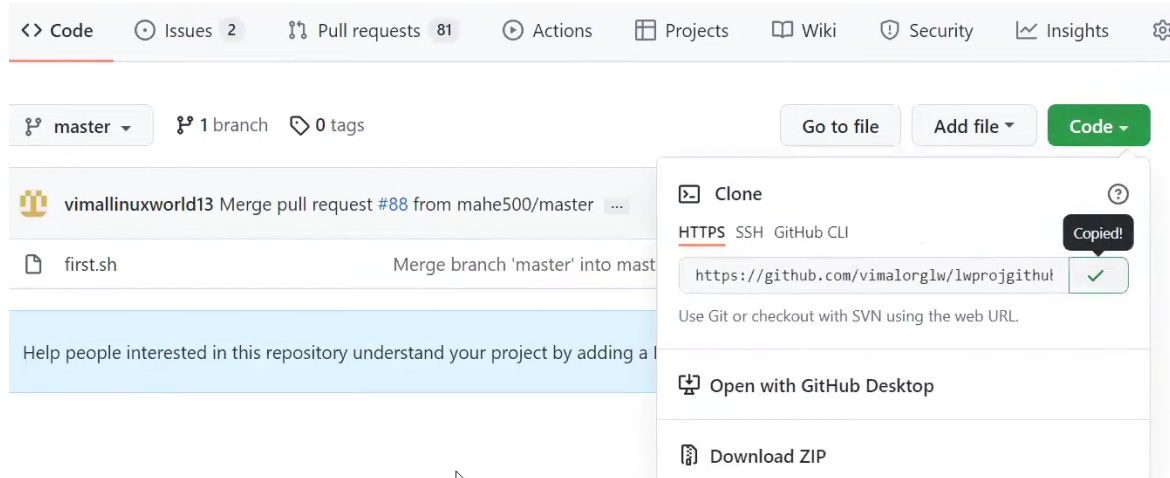 <> Code Issues 2 Pull requests 81 Actions Projects Wiki Security Insights
master 1 branch 0 tags Go to file Add file Code
vimallinuxworld13 Merge pull request #88 from mahe500/master ...
Clone
HTTPS SSH GitHub CLI Copied!
first.sh Merge branch 'master' into mast
https://github.com/vimalorglw/lwprojgithub
Use Git or checkout with SVN using the web URL.
Help people interested in this repository understand your project by adding a
Open with GitHub Desktop
Download ZIP